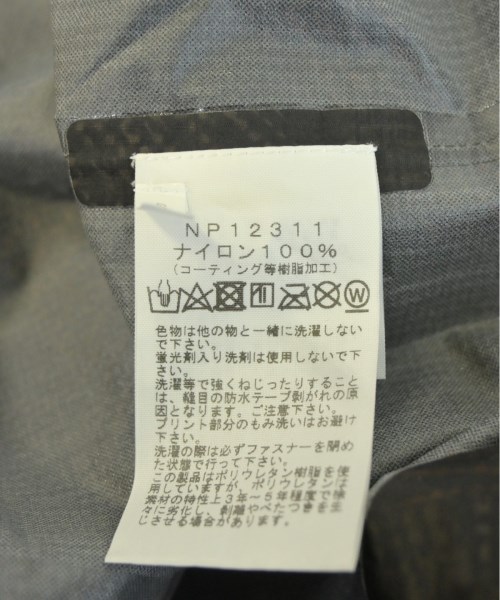 NP12311
ナイロン100%
(コーティング等樹脂加工)
W
色物は他の物と一緒に洗濯しない
で下さい。
蛍光剤入り洗剤は使用しないで下
さい。
洗濯等で強くねじったりすること
は、縫目の防水テープ剥がれの原
因となります。ご注意下さい。
プリント部分のもみ洗いはお避け
下さい。
洗濯の際は必ずファスナーを閉め
た状態で行って下さい。
この製品はポリウレタン樹脂を使
用していますが、ポリウレタンは
素材の特性上3年~5年程度で徐
々に劣化し、剥離やべたつきを生
じさせる場合があります。